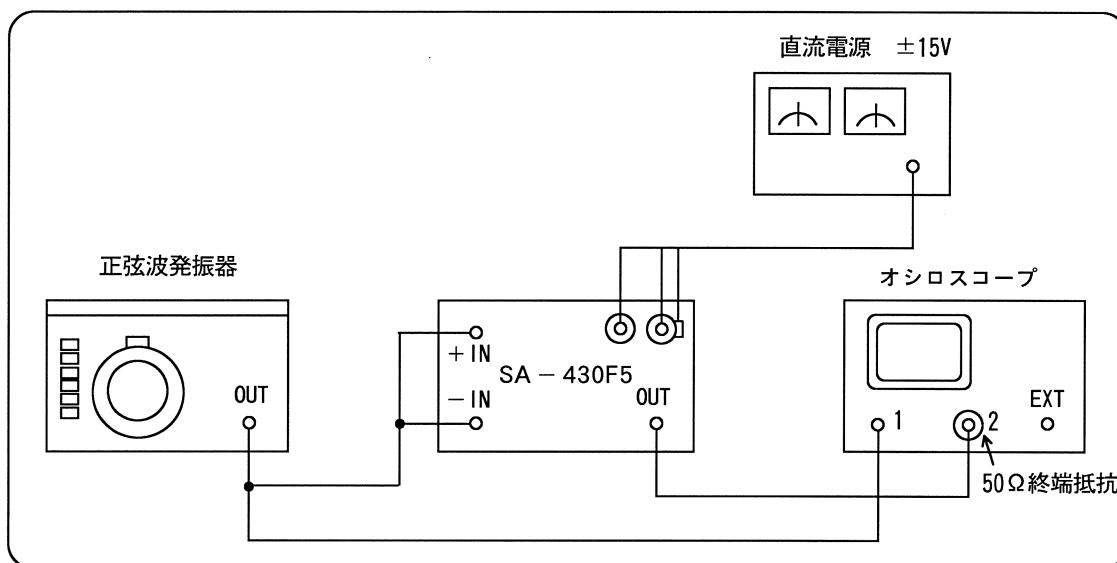 直流電源 ±15V
正弦波発振器
オシロスコープ
+IN
SA-430F5
-IN
OUT
OUT
1
2
EXT
50Ω終端抵抗